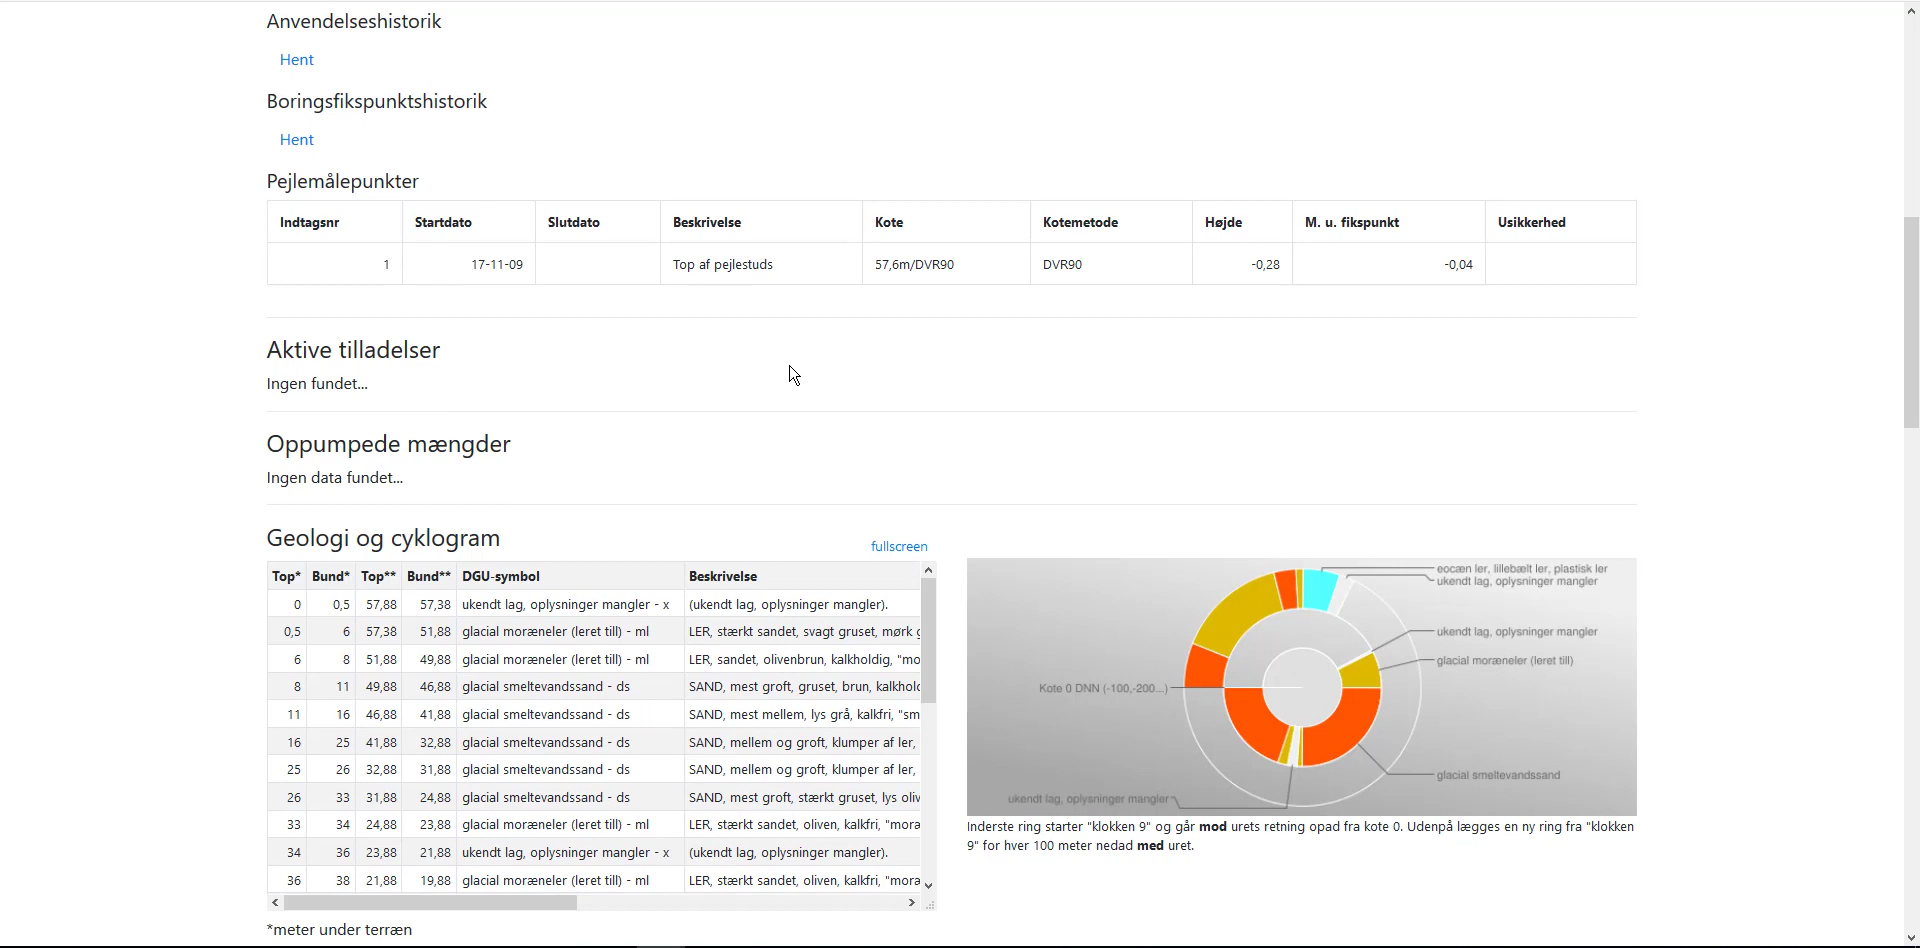 Anvendelseshistorik
Hent
Boringsfikspunktshistorik
Hent
Pejlemålepunkter
Indtagsnr Startdato Slutdato Beskrivelse Kote Kotemetode Højde M. u. fikspunkt Usikkerhed
1 17-11-09 Top af pejlestuds 57,6m/DVR90 DVR90 -0,28 -0,04
Aktive tilladelser
Ingen fundet...
Oppumpede mængder
Ingen data fundet...
Geologi og cyklogram
fullscreen
Top* Bund* Top** Bund** DGU-symbol Beskrivelse
0 0,5 57,88 57,38 ukendt lag, oplysninger mangler - x (ukendt lag, oplysninger mangler).
0,5 6 57,38 51,88 glacial moræneler (leret till) - ml LER, stærkt sandet, svagt gruset, mørk g
6 8 51,88 49,88 glacial moræneler (leret till) - ml LER, sandet, olivenbrun, kalkholdig, "mo
8 11 49,88 46,88 glacial smeltevandssand - ds SAND, mest groft, gruset, brun, kalkhold
11 16 46,88 41,88 glacial smeltevandssand - ds SAND, mest mellem, lys grå, kalkfri, "sm
16 25 41,88 32,88 glacial smeltevandssand - ds SAND, mellem og groft, klumper af ler,
25 26 32,88 31,88 glacial smeltevandssand - ds SAND, mellem og groft, klumper af ler,
26 33 31,88 24,88 glacial smeltevandssand - ds SAND, mest groft, stærkt gruset, lys oliv
33 34 24,88 23,88 glacial moræneler (leret till) - ml LER, stærkt sandet, oliven, kalkfri, "moræ
34 36 23,88 21,88 ukendt lag, oplysninger mangler - x (ukendt lag, oplysninger mangler).
36 38 21,88 19,88 glacial moræneler (leret till) - ml LER, stærkt sandet, oliven, kalkfri, "moræ
*meter under terræn
eocæn ler, lillebælt ler, plastisk ler
ukendt lag, oplysninger mangler
ukendt lag, oplysninger mangler
glacial moræneler (leret till)
Kote 0 DNN (-100,-200...)
glacial smeltevandssand
ukendt lag, oplysninger mangler
Inderste ring starter "klokken 9" og går mod urets retning opad fra kote 0. Udenpå lægges en ny ring fra "klokken
9" for hver 100 meter nedad med uret.